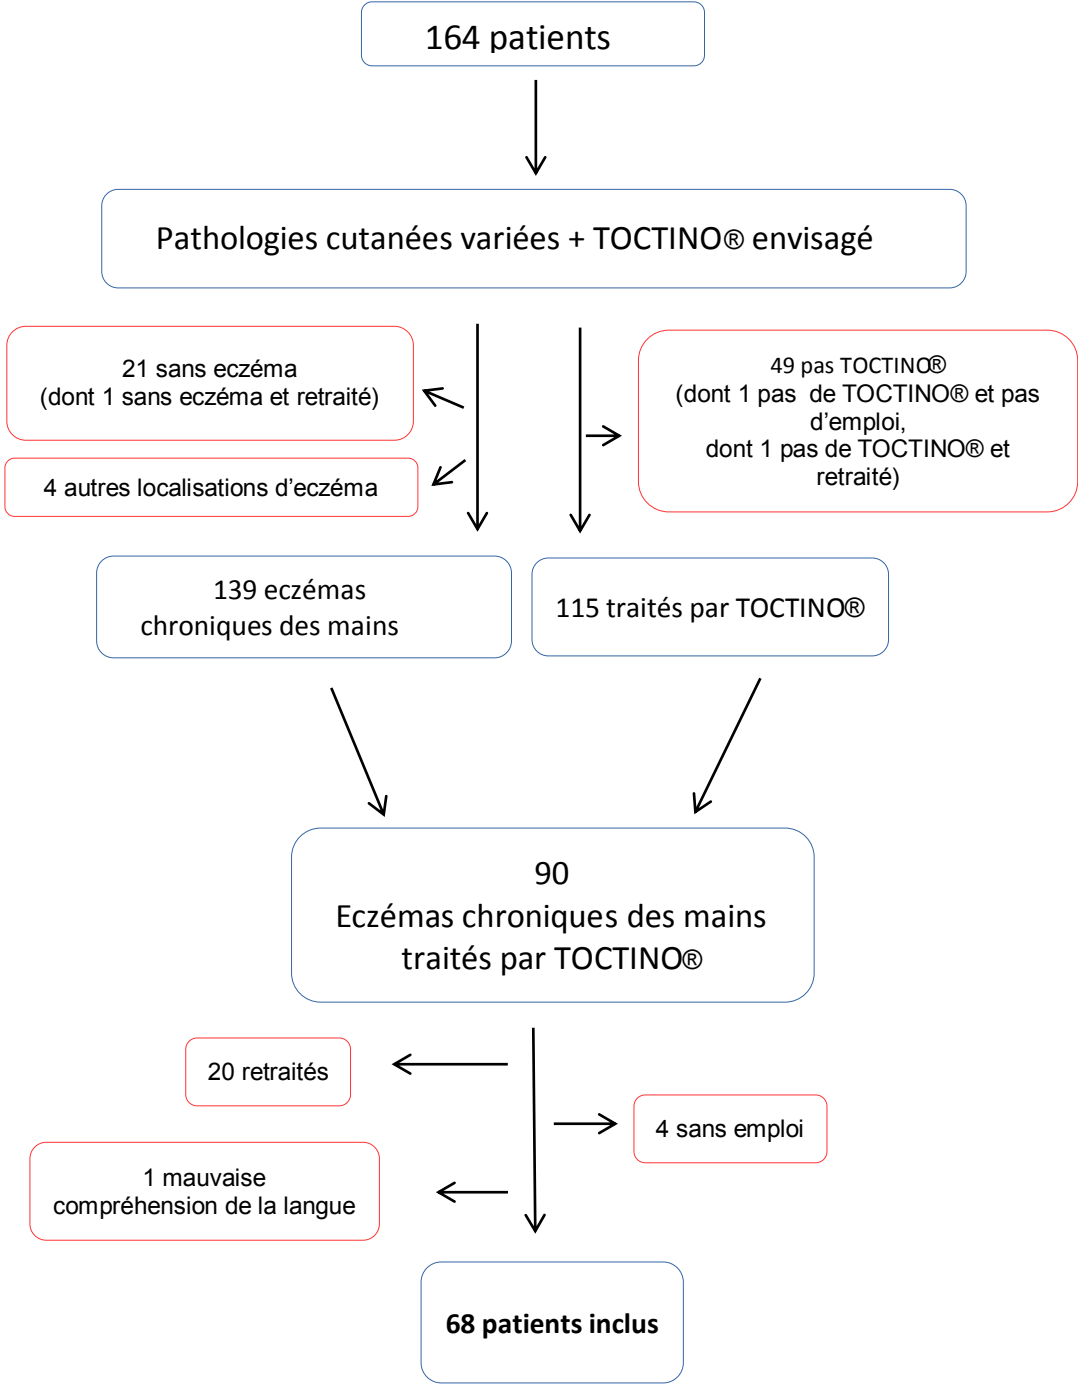 164 patients
Pathologies cutanées variées + TOCTINO® envisagé
21 sans eczéma
(dont 1 sans eczéma et retraité)
4 autres localisations d’eczéma
49 pas TOCTINO®
(dont 1 pas de TOCTINO® et pas
d’emploi,
dont 1 pas de TOCTINO® et
retraité)
139 eczémas
chroniques des mains
115 traités par TOCTINO®
90
Eczémas chroniques des mains
traités par TOCTINO®
20 retraités
4 sans emploi
1 mauvaise
compréhension de la langue
68 patients inclus